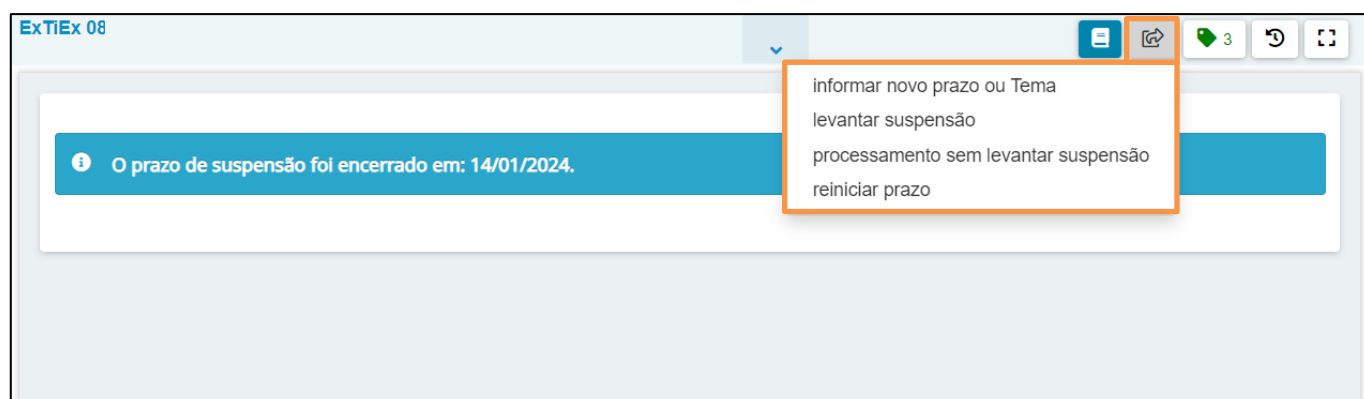 ExTiEx 08
3
informar novo prazo ou Tema
levantar suspensão
processamento sem levantar suspensão
reiniciar prazo
O prazo de suspensão foi encerrado em: 14/01/2024.